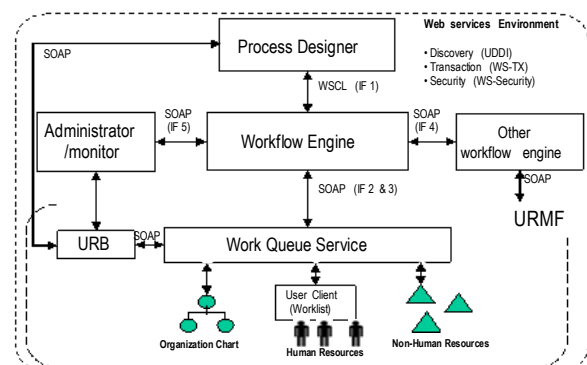 Web services Environment
• Discovery (UDDI)
• Transaction (WS-TX)
• Security (WS-Security)
SOAP
Process Designer
WSCL (IF 1)
Administrator
/monitor
SOAP
(IF 5)
Workflow Engine
SOAP
(IF 4)
Other
workflow engine
SOAP (IF 2 & 3)
SOAP
URMF
URB
SOAP
Work Queue Service
User Client
(Worklist)
Organization Chart
Human Resources
Non-Human Resources